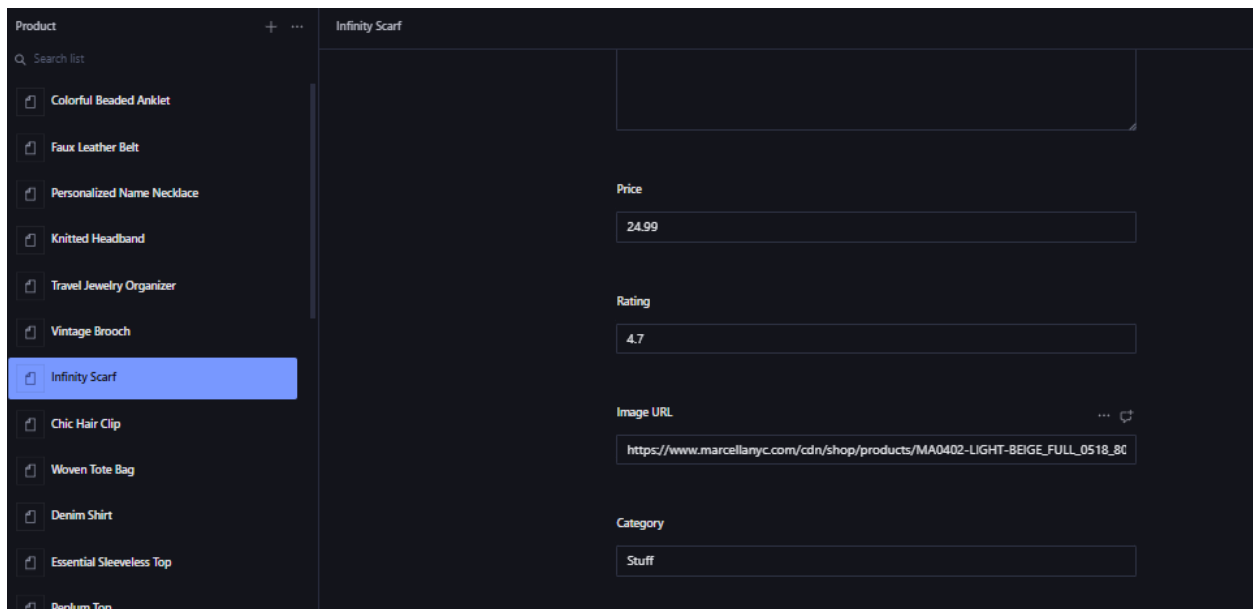 Product
Search list
Colorful Beaded Anklet
Faux Leather Belt
Personalized Name Necklace
Knitted Headband
Travel Jewelry Organizer
Vintage Brooch
Infinity Scarf
Chic Hair Clip
Woven Tote Bag
Denim Shirt
Essential Sleeveless Top
Peplum Top
Infinity Scarf
Price
24.99
Rating
4.7
Image URL
https://www.marcellanyc.com/cdn/shop/products/MA0402-LIGHT-BEIGE_FULL_0518_80
Category
Stuff